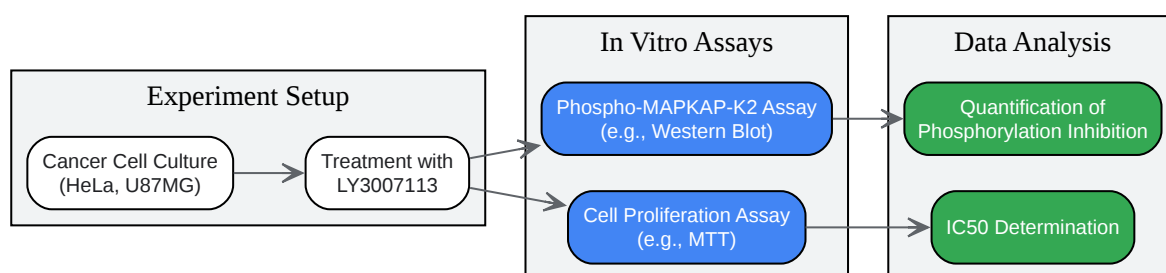 Experiment Setup
Cancer Cell Culture
(HeLa, U87MG)
Treatment with
LY3007113
In Vitro Assays
Phospho-MAPKAP-K2 Assay
(e.g., Western Blot)
Cell Proliferation Assay
(e.g., MTT)
Data Analysis
Quantification of
Phosphorylation Inhibition
IC50 Determination